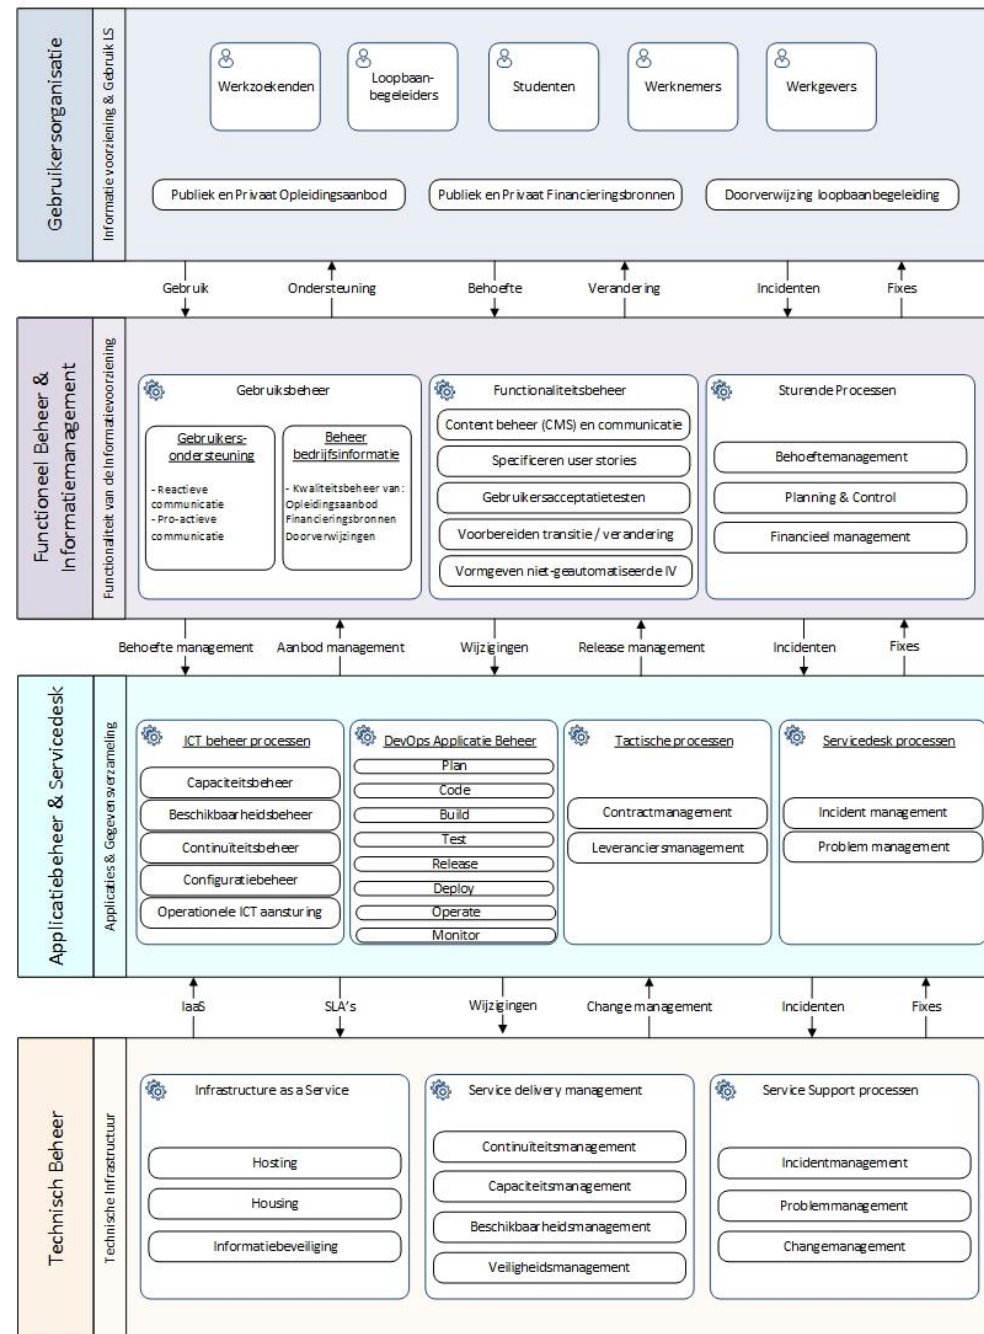 Gebruikersorganisatie
Informatie voorziening & Gebruik LS
Werkzoekenden
Loopbaan-
begeleiders
Studenten
Werknemers
Werkgevers
Publiek en Privaat Opleidingsaanbod
Publiek en Privaat Financieringsbronnen
Doorverwijzing loopbaanbegeleiding
Gebruik
Ondersteuning
Behoefte
Verandering
Incidenten
Fixes
Functioneel Beheer &
Informatiemanagement
Functionaliteit van de Informatievoorziening
Gebruiksbeheer
Gebruikers-
ondersteuning
- Reactieve
communicatie
- Pro-actieve
communicatie
Beheer
bedrijfsinformatie
- Kwaliteitsbeheer van:
Opleidingsaanbod
Financieringsbronnen
Doorverwijzingen
Functionaliteitsbeheer
Content beheer (CMS) en communicatie
Specificeren user stories
Gebruikersacceptatietesten
Voorbereiden transitie / verandering
Vormgeven niet-geautomatiseerde IV
Sturende Processen
Behoeftemanagement
Planning & Control
Financieel management
Behoefte management
Aanbod management
Wijzigingen
Release management
Incidenten
Fixes
Applicatiebeheer & Servicedesk
Applicaties & Gegevensverzameling
ICT beheer processen
Capaciteitsbeheer
Beschikbaarheidsbeheer
Continuïteitsbeheer
Configuratiebeheer
Operationele ICT aansturing
DevOps Applicatie Beheer
Plan
Code
Build
Test
Release
Deploy
Operate
Monitor
Tactische processen
Contractmanagement
Leveranciersmanagement
Servicedesk processen
Incident management
Problem management
IaaS
SLA's
Wijzigingen
Change management
Incidenten
Fixes
Technisch Beheer
Technische Infrastructuur
Infrastructure as a Service
Hosting
Housing
Informatiebeveiliging
Service delivery management
Continuïteitsmanagement
Capaciteitsmanagement
Beschikbaarheidsmanagement
Veiligheidsmanagement
Service Support processen
Incidentmanagement
Problemmanagement
Changemanagement